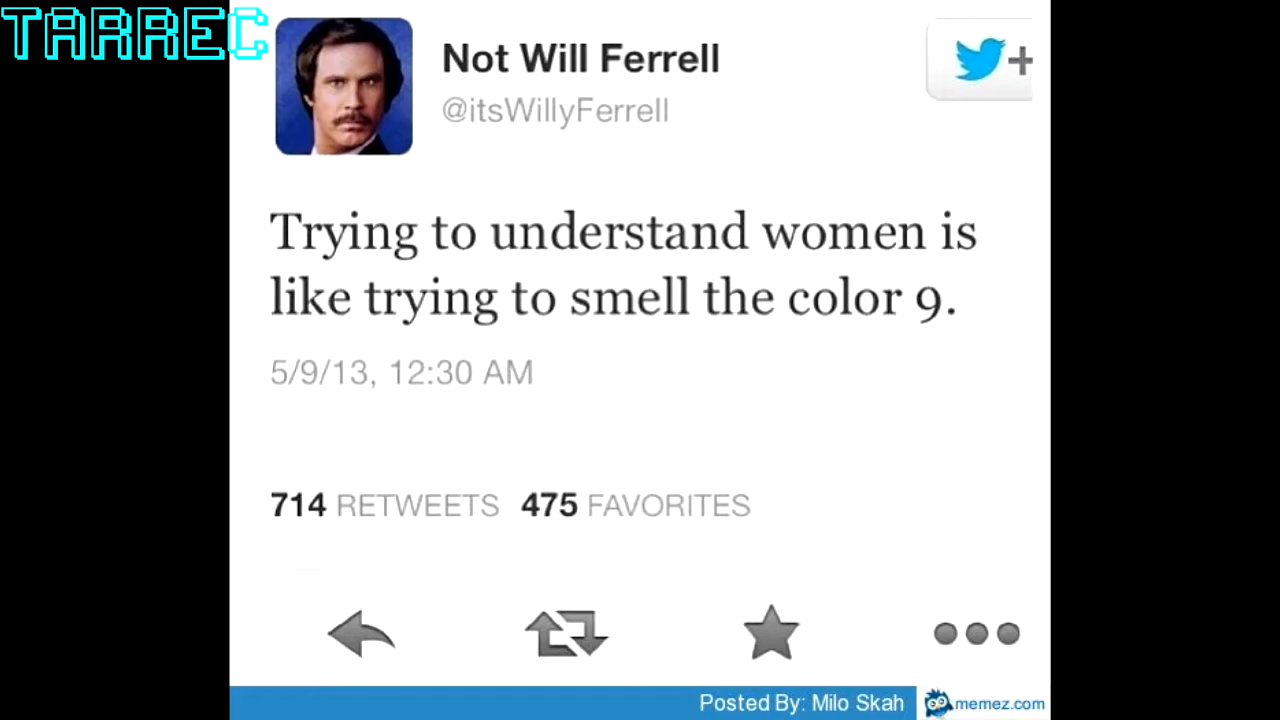 TARREC
Not Will Ferrell
@itsWillyFerrell
Trying to understand women is
like trying to smell the color 9.
5/9/13, 12:30 AM
714 RETWEETS 475 FAVORITES
Posted By: Milo Skah
memez.com